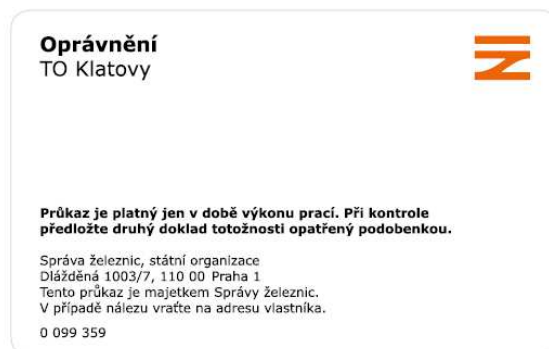 Oprávnění
TO Klatovy
Průkaz je platný jen v době výkonu prací. Při kontrole
předložte druhý doklad totožnosti opatřený podobenkou.
Správa železnic, státní organizace
Dlážděná 1003/7, 110 00 Praha 1
Tento průkaz je majetkem Správy železnic.
V případě nálezu vraťte na adresu vlastníka.
0 099 359